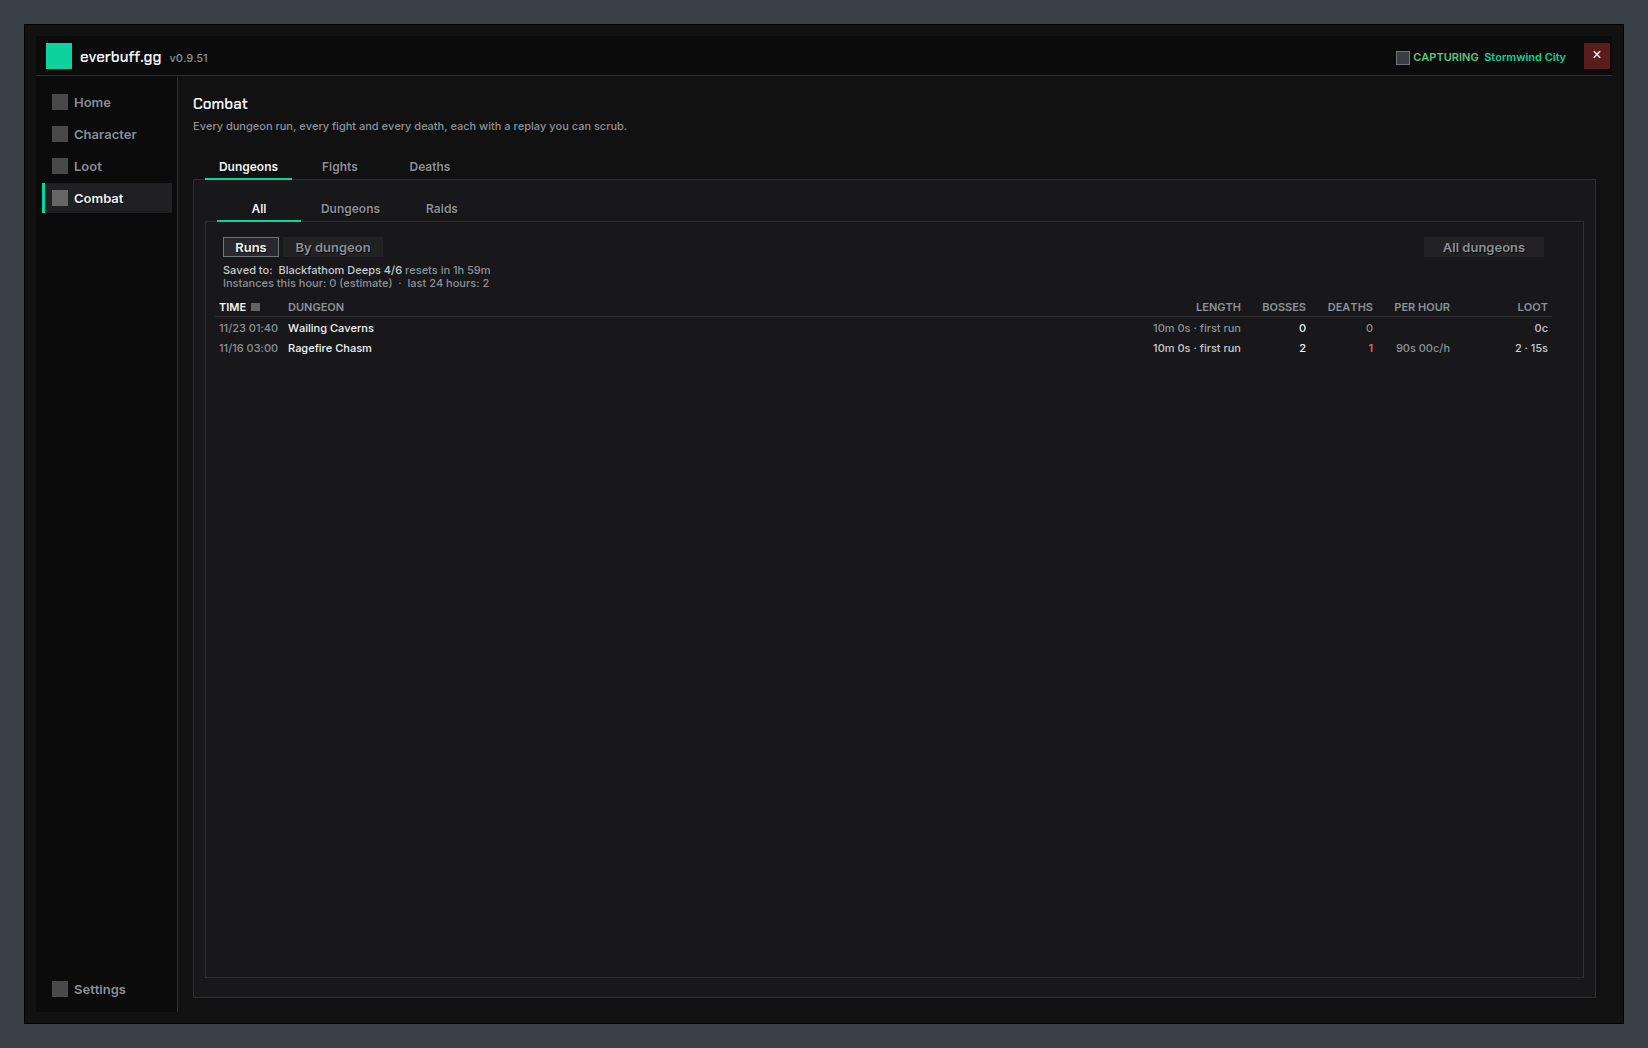 everbuff.gg v0.9.51
CAPTURING Stormwind City ×
Home
Character
Loot
Combat
Settings
Combat
Every dungeon run, every fight and every death, each with a replay you can scrub.
Dungeons Fights Deaths
All Dungeons Raids
Runs By dungeon All dungeons
Saved to: Blackfathom Deeps 4/6 resets in 1h 59m
Instances this hour: 0 (estimate) · last 24 hours: 2
TIME DUNGEON LENGTH BOSSES DEATHS PER HOUR LOOT
11/23 01:40 Wailing Caverns 10m 0s · first run 0 0 0c
11/16 03:00 Ragefire Chasm 10m 0s · first run 2 1 90s 00c/h 2 · 15s